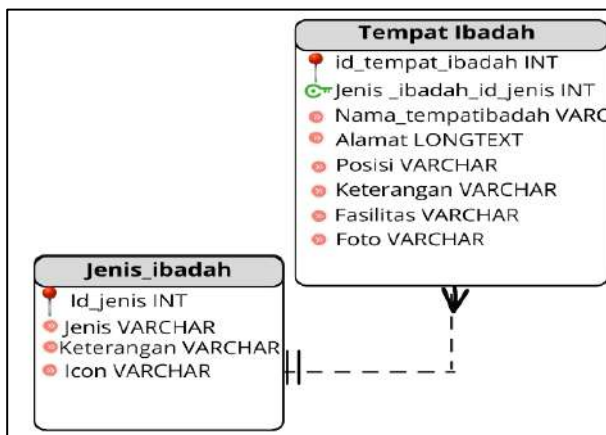 Tempat Ibadah
id_tempat_ibadah INT
Jenis _ibadah_id_jenis INT
Nama_tempatibadah VARC
Alamat LONGTEXT
Posisi VARCHAR
Keterangan VARCHAR
Fasilitas VARCHAR
Foto VARCHAR
Jenis_ibadah
Id_jenis INT
Jenis VARCHAR
Keterangan VARCHAR
Icon VARCHAR